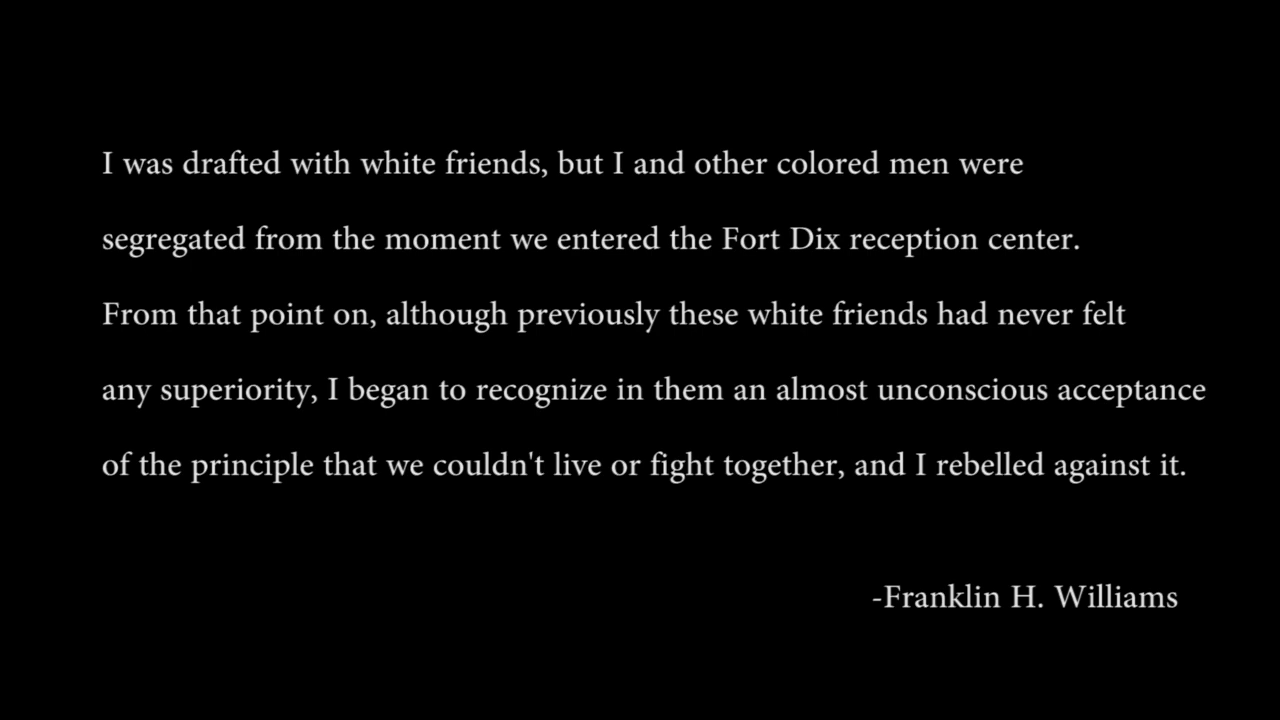 I was drafted with white friends, but I and other colored men were
segregated from the moment we entered the Fort Dix reception center.
From that point on, although previously these white friends had never felt
any superiority, I began to recognize in them an almost unconscious acceptance
of the principle that we couldn't live or fight together, and I rebelled against it.
-Franklin H. Williams